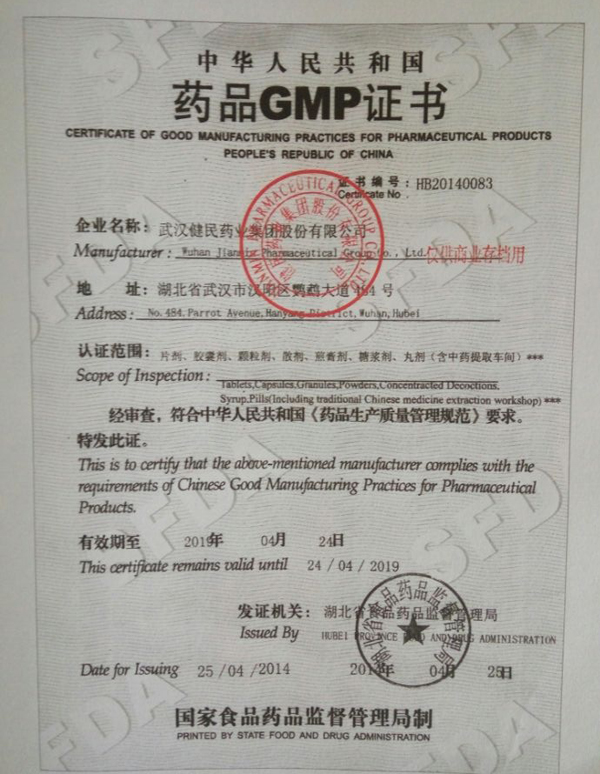 中华人民共和国
药品GMP证书
CERTIFICATE OF GOOD MANUFACTURING PRACTICES FOR PHARMACEUTICAL PRODUCTS
PEOPLE'S REPUBLIC OF CHINA
证书编号: HB20140083
Certificate No
企业名称: 武汉健民药业集团股份有限公司
Manufacturer: Wuhan Jianmin Pharmaceutical Group Co., Ltd.
仅供商业存档用
地 址: 湖北省武汉市汉阳区鹦鹉大道484号
Address: No.484, Parrot Avenue, Hanyang District, Wuhan, Hubei
认证范围: 片剂、胶囊剂、颗粒剂、散剂、煎膏剂、糖浆剂、丸剂（含中药提取车间）***
Scope of Inspection: Tablets,Capsules,Granules,Powders,Concentracted Decoctions,
Syrup,Pills(Including traditional Chinese medicine extraction workshop)***
经审查，符合中华人民共和国《药品生产质量管理规范》要求。
特发此证。
This is to certify that the above-mentioned manufacturer complies with the
requirements of Chinese Good Manufacturing Practices for Pharmaceutical
Products.
有效期至 2019年 04月 24日
This certificate remains valid until 24/04/2019
发证机关: 湖北省食品药品监督管理局
Issued By HUBEI PROVINCE FOOD AND DRUG ADMINISTRATION
湖北省食品药品监督管理局
Date for Issuing 25/04/2014 2014年 04月 25日
国家食品药品监督管理局制
PRINTED BY STATE FOOD AND DRUG ADMINISTRATION
SFDA